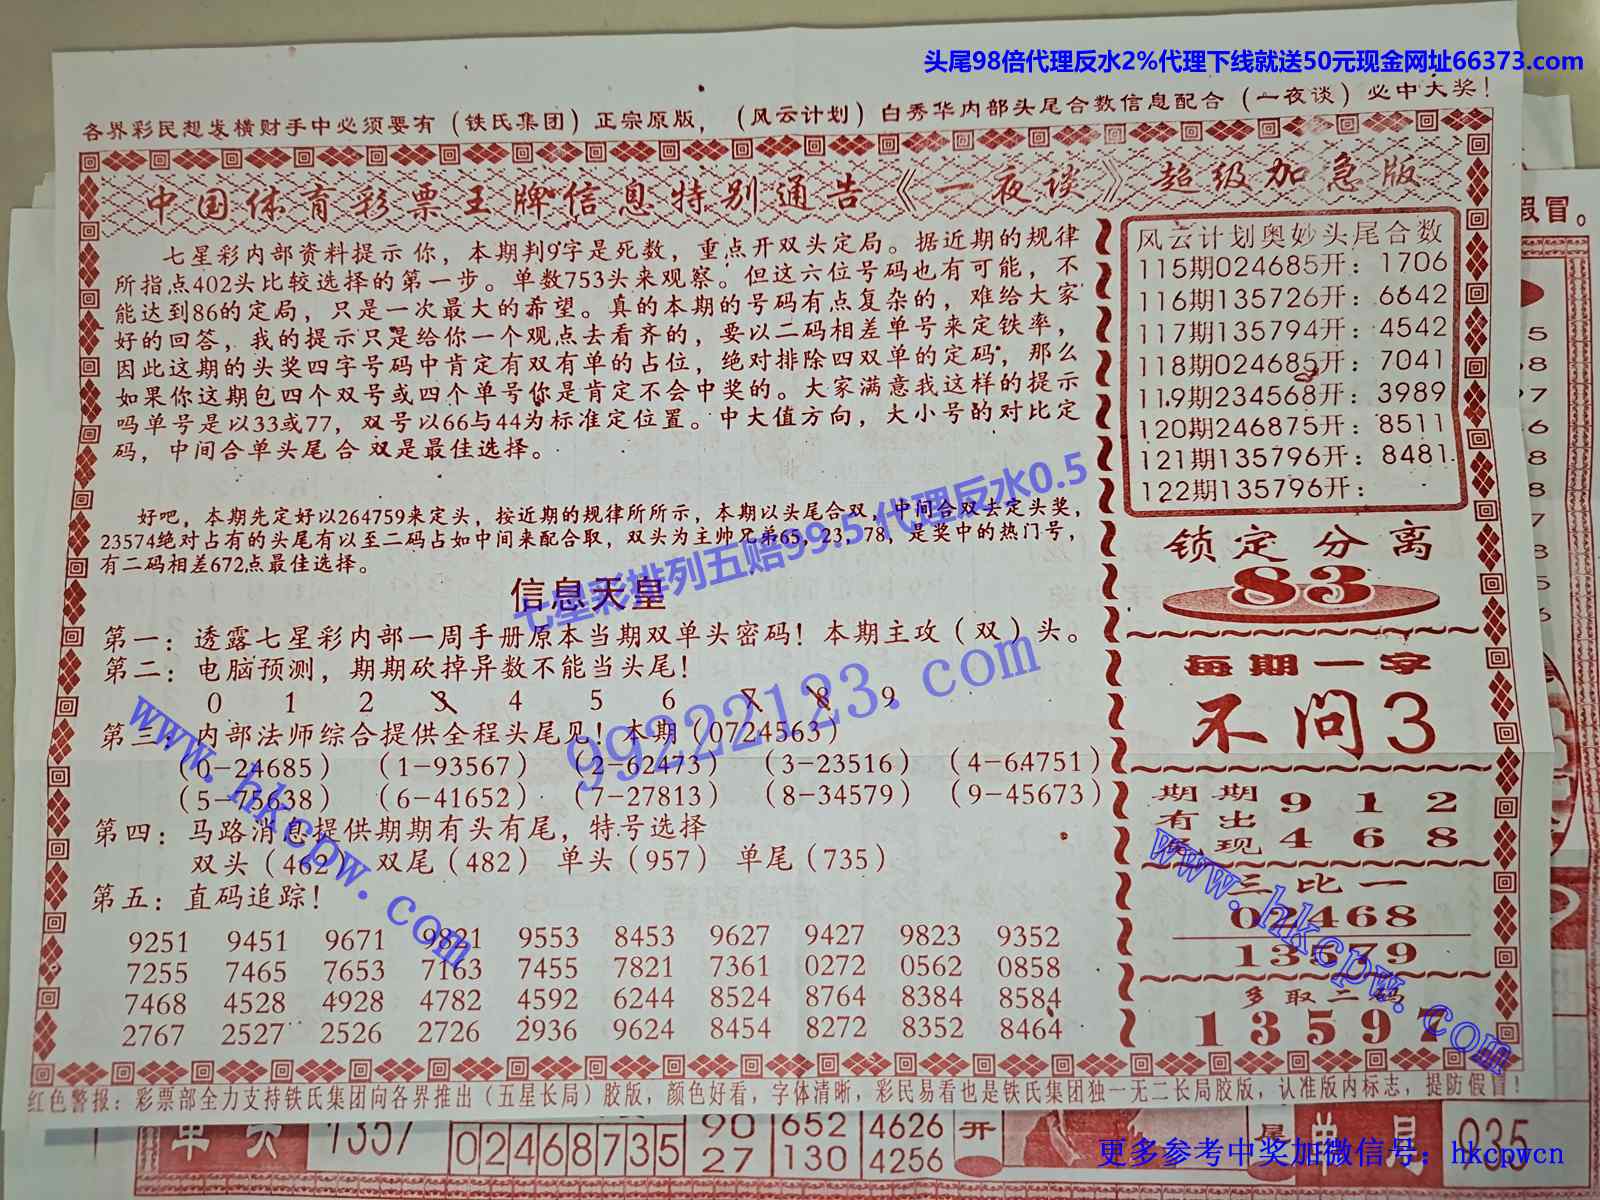 头尾98倍代理反水2%代理下线就送50元现金网址66373.com
各界彩民想发横财手中必须要有（铁氏集团）正宗原版，（风云计划）白秀华内部头尾合数信息配合（一夜谈）必中大奖！
中国体育彩票王牌信息特别通告《一夜谈》超级加急版
七星彩内部资料提示 你，本期判9字是死数，重点开双头定局。据近期的规律
所指点402头比较选择的第一步。单数753头来观察。但这六位号码也有可能，不
能达到86的定局，只是一次最大的希望。真的本期的号码有点复杂的，难给大家
好的回答，我的提示只是给你一个观点去看齐的，要以二码相差单号来定铁率，
因此这期的头奖四字号码中肯定有双有单的占位，绝对排除四双单的定码，那么
如果你这期包四个双号或四个单号你是肯定不会中奖的。大家满意我这样的提示
吗单号是以33或77，双号以66与44为标准定位置。中大值方向，大小号的对比定
码，中间合单头尾合 双是最佳选择。
好吧，本期先定好以264759来定头，按近期的规律所所示，本期以头尾合双，中间合双去定头奖，
23574绝对占有的头尾有以至二码占如中间来配合取，双头为主帅兄弟65，23，78，是奖中的热门号，
有二码相差672点最佳选择。
七星彩排列五赔99.5代理反水0.5
信息天皇
第一：透露七星彩内部一周手册原本当期双单头密码！本期主攻（双）头。
第二：电脑预测，期期砍掉异数不能当头尾！
0 1 2 3 4 5 6 7 8 9
第三：内部法师综合提供全程头尾见！本期（0724563）
（0-24685） （1-93567） （2-62473） （3-23516） （4-64751）
（5-75638） （6-41652） （7-27813） （8-34579） （9-45673）
第四：马路消息提供期期有头有尾，特号选择
双头（462） 双尾（482） 单头（957） 单尾（735）
第五：直码追踪！
9251 9451 9671 9821 9553 8453 9627 9427 9823 9352
7255 7465 7653 7163 7455 7821 7361 0272 0562 0858
7468 4528 4928 4782 4592 6244 8524 8764 8384 8584
2767 2527 2526 2726 2936 9624 8454 8272 8352 8464
风云计划奥妙头尾合数
115期024685开：1706
116期135726开：6642
117期135794开：4542
118期024685开：7041
119期234568开：3989
120期246875开：8511
121期135796开：8481
122期135796开：
锁定分离
83
每期一字
不问3
期期 9 1 2
有出
现 4 6 8
三比一
02468
13579
多取二码
13597
99222123.com
www.hkcpw.com
www.hkcpw.com
红色警报：彩票部全力支持铁氏集团向各界推出（五星长局）胶版，颜色好看，字体清晰，彩民易看也是铁氏集团独一无二长局胶版，认准版内标志，提防假冒！
假冒。
单头 1357
02468735
90 652 4626
27 130 4256
开
单 035
更多参考中奖加微信号：hkcpwcn